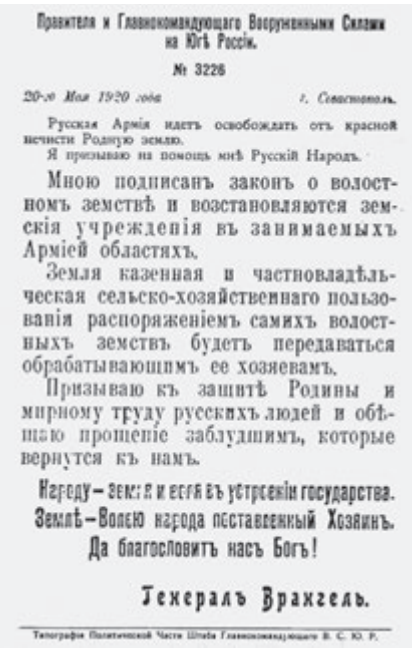 Правителя и Главнокомандующаго Вооруженными Силами
на Югѣ Россіи.
№ 3226
20-го Мая 1920 года г. Севастополь.
Русская Армія идетъ освобождать отъ красной
нечисти Родную землю.
Я призываю на помощь мнѣ Русскій Народъ.
Мною подписанъ законъ о волост-
номъ земствѣ и возстановляются зем-
скія учрежденія въ занимаемыхъ
Арміей областяхъ.
Земля казенная и частновладѣль-
ческая сельско-хозяйственнаго пользо-
ванія распоряженіемъ самихъ волост-
ныхъ земствъ будетъ передаваться
обрабатывающимъ ее хозяевамъ.
Призываю къ защитѣ Родины и
мирному труду русскихъ людей и обѣ-
щаю прощеніе заблудшимъ, которые
вернутся къ намъ.
Народу—земля и воля въ устроеніи государства.
Землѣ—Волею народа поставленный Хозяинъ.
Да благословитъ насъ Богъ!
Генералъ Врангель.
Типографія Политической Части Штаба Главнокомандующаго В. С. Ю. Р.